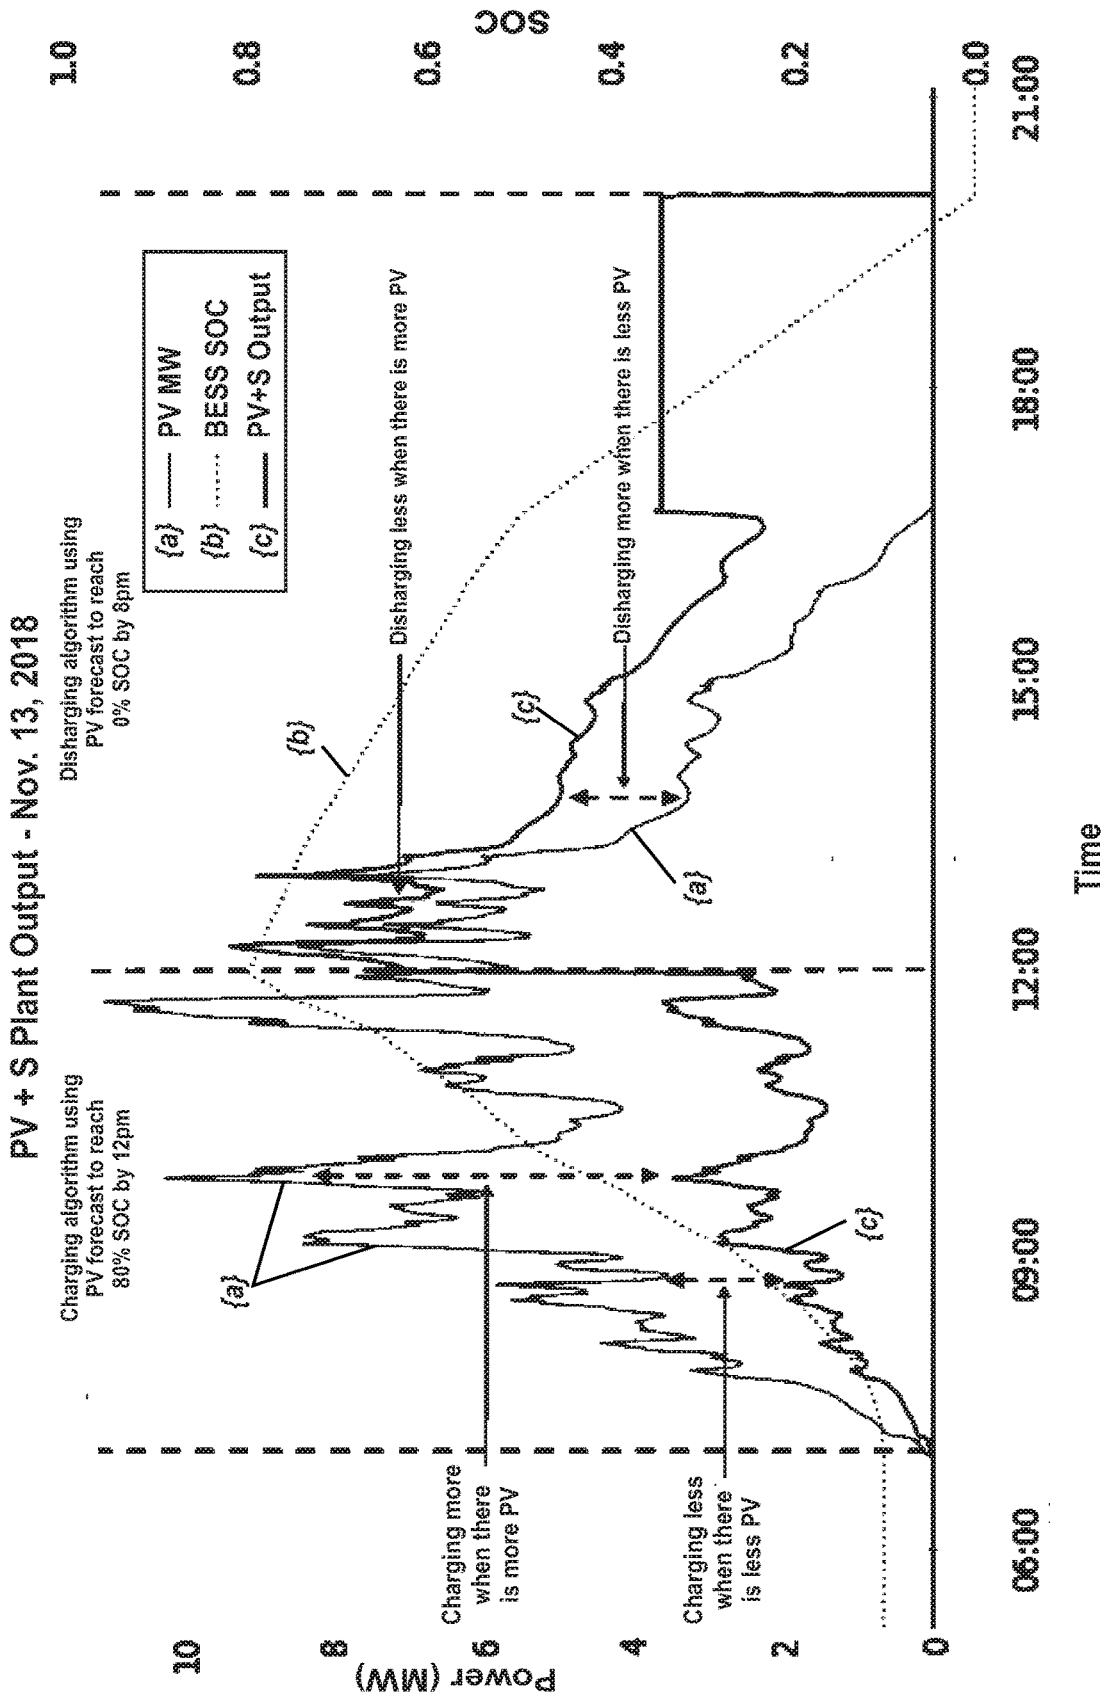 PV + S Plant Output - Nov. 13, 2018
Charging algorithm using
PV forecast to reach
80% SOC by 12pm
Disharging algorithm using
PV forecast to reach
0% SOC by 8pm
{a} PV MW
{b} BESS SOC
{c} PV+S Output
{a}
{b}
{c}
{a}
{c}
Disharging less when there is more PV
Disharging more when there is less PV
Charging more
when there
is more PV
Charging less
when there
is less PV
Power (MW)
10
8
6
4
2
0
SOC
1.0
0.8
0.6
0.4
0.2
0.0
06:00
09:00
12:00
15:00
18:00
21:00
Time